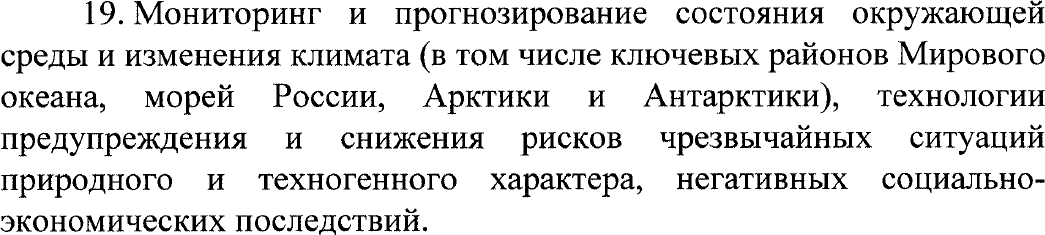 19. Мониторинг и прогнозирование состояния окружающей
среды и изменения климата (в том числе ключевых районов Мирового
океана, морей России, Арктики и Антарктики), технологии
предупреждения и снижения рисков чрезвычайных ситуаций
природного и техногенного характера, негативных социально-
экономических последствий.